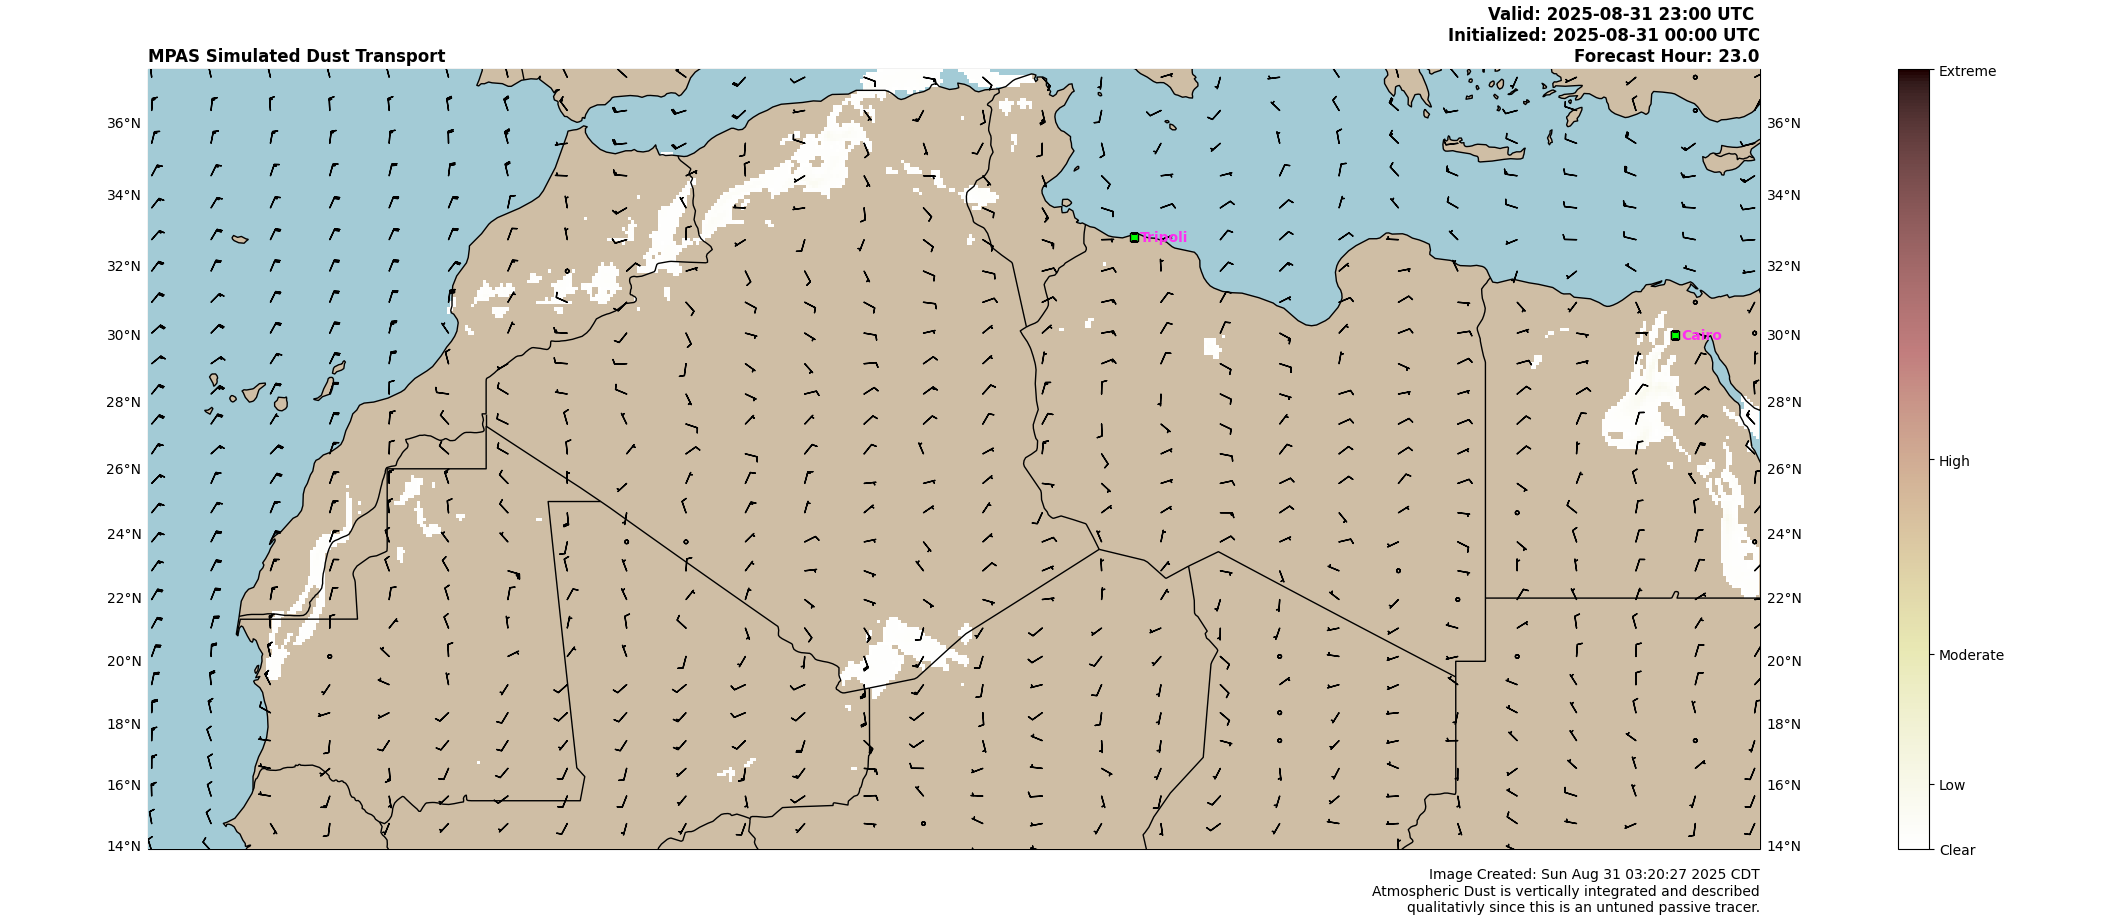 Valid: 2025-08-31 23:00 UTC
Initialized: 2025-08-31 00:00 UTC
MPAS Simulated Dust Transport
Forecast Hour: 23.0
Extreme
36°N
36°N
34°N
34°N
Tripoli
32°N
32°N
30°N
Cairo
30°N
28°N
28°N
26°N
26°N
High
24°N
24°N
22°N
22°N
20°N
20°N
Moderate
18°N
18°N
16°N
16°N
Low
14°N
14°N
Clear
Image Created: Sun Aug 31 03:20:27 2025 CDT
Atmospheric Dust is vertically integrated and described
qualitativly since this is an untuned passive tracer.